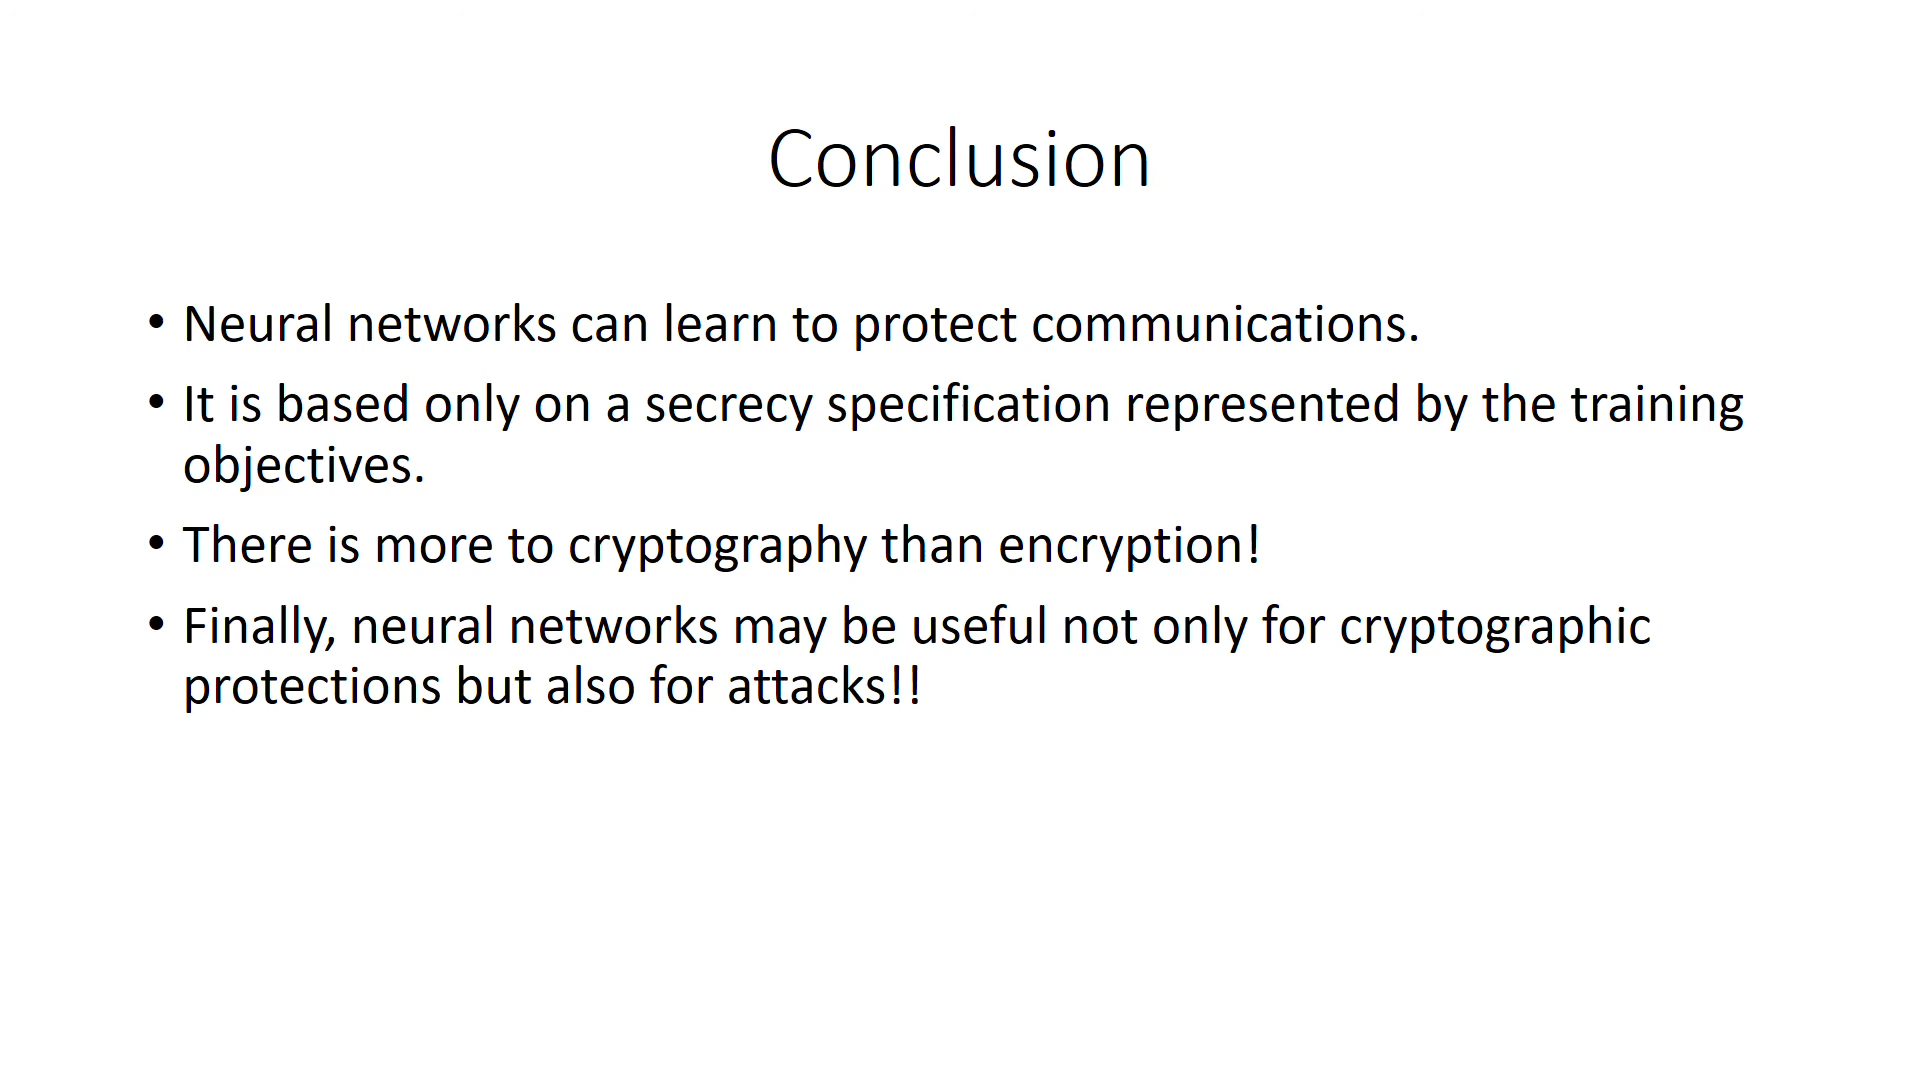 Conclusion
• Neural networks can learn to protect communications.
• It is based only on a secrecy specification represented by the training
objectives.
• There is more to cryptography than encryption!
• Finally, neural networks may be useful not only for cryptographic
protections but also for attacks!!